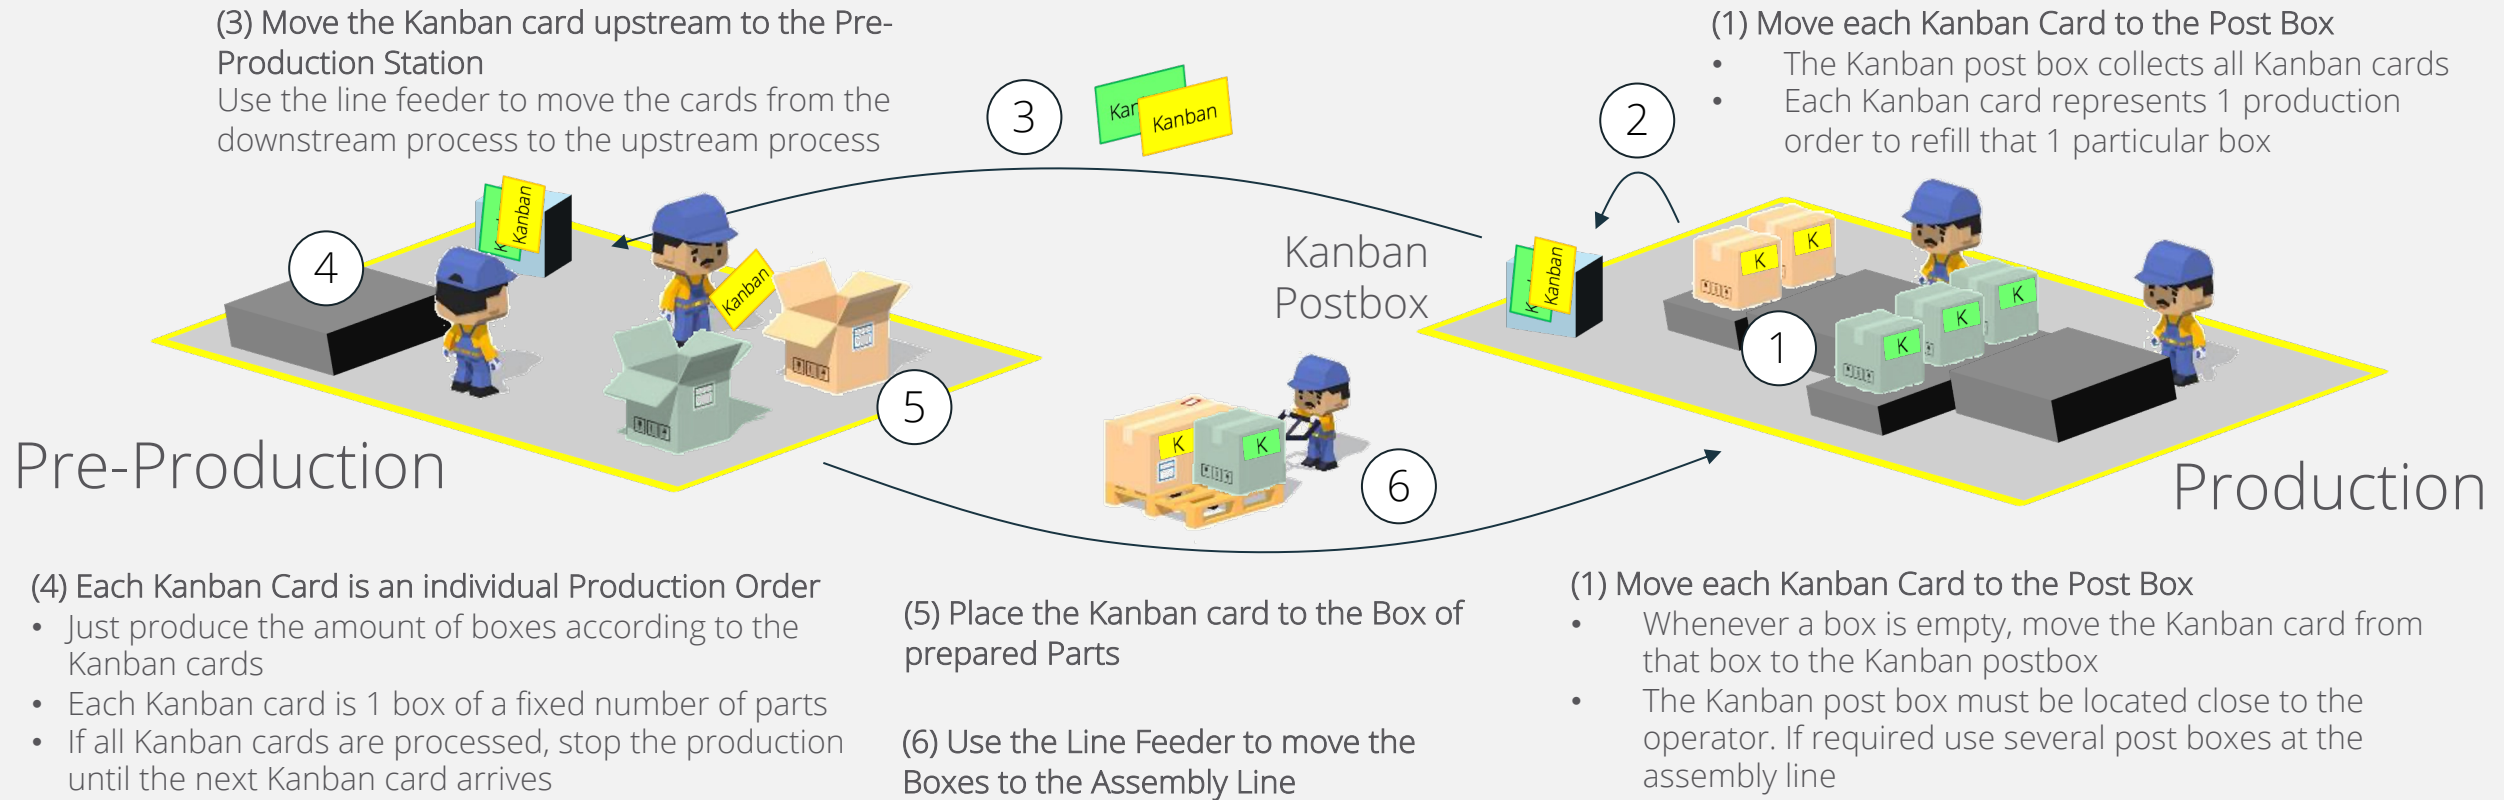 (3) Move the Kanban card upstream to the Pre-
Production Station
Use the line feeder to move the cards from the
downstream process to the upstream process
3
Kar
Kanban
2
(1) Move each Kanban Card to the Post Box
• The Kanban post box collects all Kanban cards
• Each Kanban card represents 1 production
order to refill that 1 particular box
4
K
Kanban
Kanban
5
Pre-Production
Kanban
Postbox
K
Kanban
K
K
K
K
K
1
K
K
6
Production
(4) Each Kanban Card is an individual Production Order
• Just produce the amount of boxes according to the
Kanban cards
• Each Kanban card is 1 box of a fixed number of parts
• If all Kanban cards are processed, stop the production
until the next Kanban card arrives
(5) Place the Kanban card to the Box of
prepared Parts
(6) Use the Line Feeder to move the
Boxes to the Assembly Line
(1) Move each Kanban Card to the Post Box
• Whenever a box is empty, move the Kanban card from
that box to the Kanban postbox
• The Kanban post box must be located close to the
operator. If required use several post boxes at the
assembly line